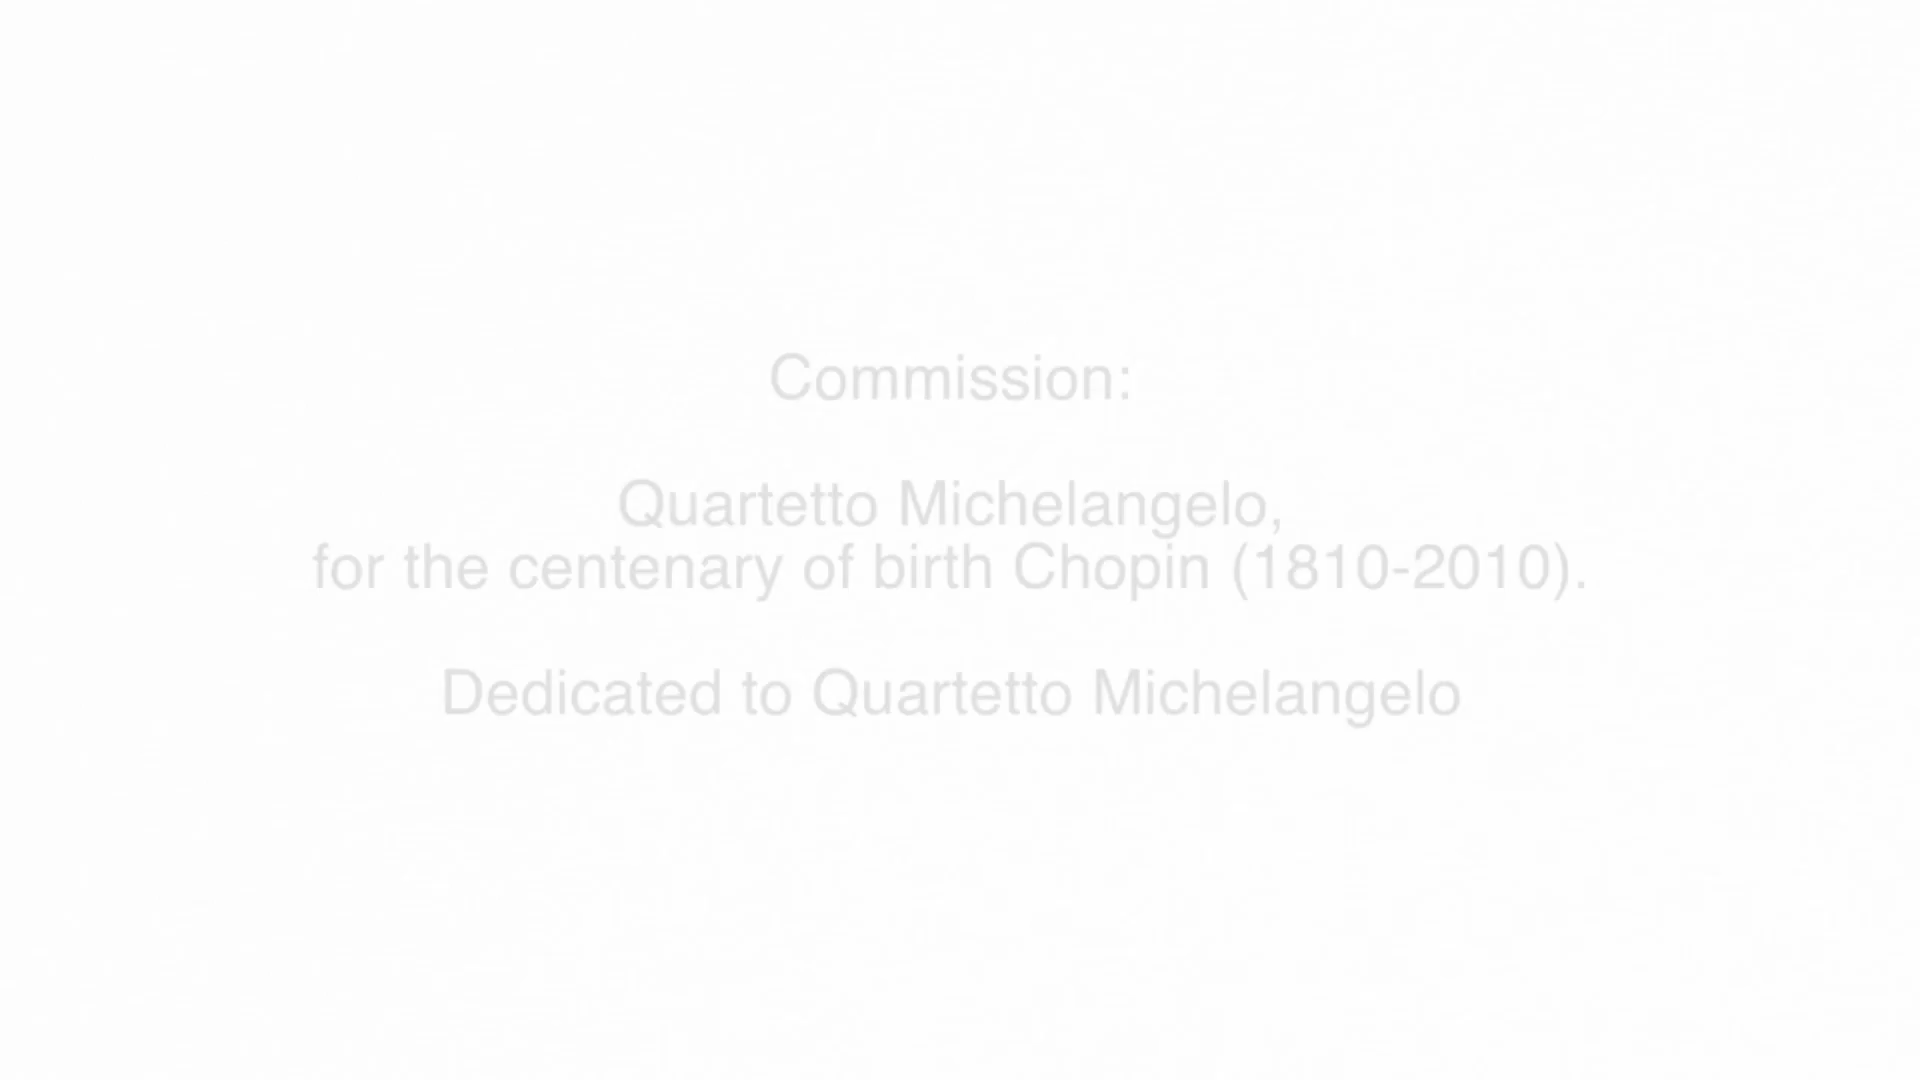 Commission:
Quartetto Michelangelo,
for the centenary of birth Chopin (1810-2010).
Dedicated to Quartetto Michelangelo